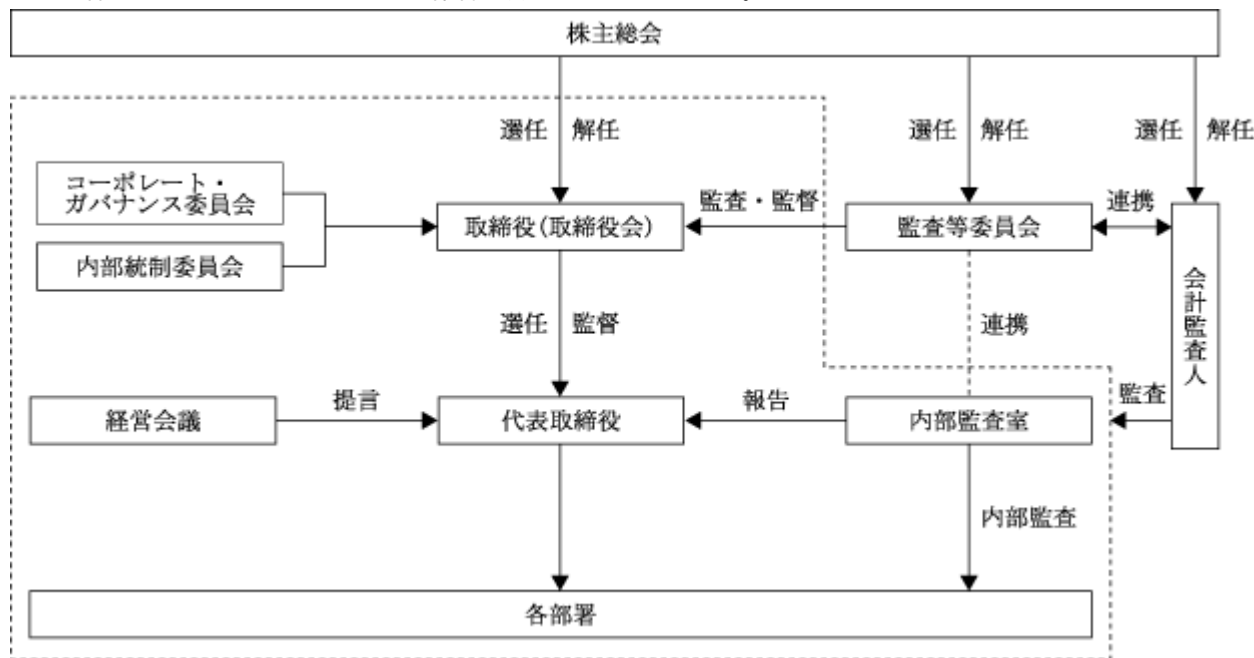 株主総会
選任 解任
選任 解任
選任 解任
コーポレート・
ガバナンス委員会
内部統制委員会
取締役(取締役会)
監査・監督
監査等委員会
連携
会計監査人
選任 監督
連携
経営会議
提言
代表取締役
報告
内部監査室
監査
内部監査
各部署